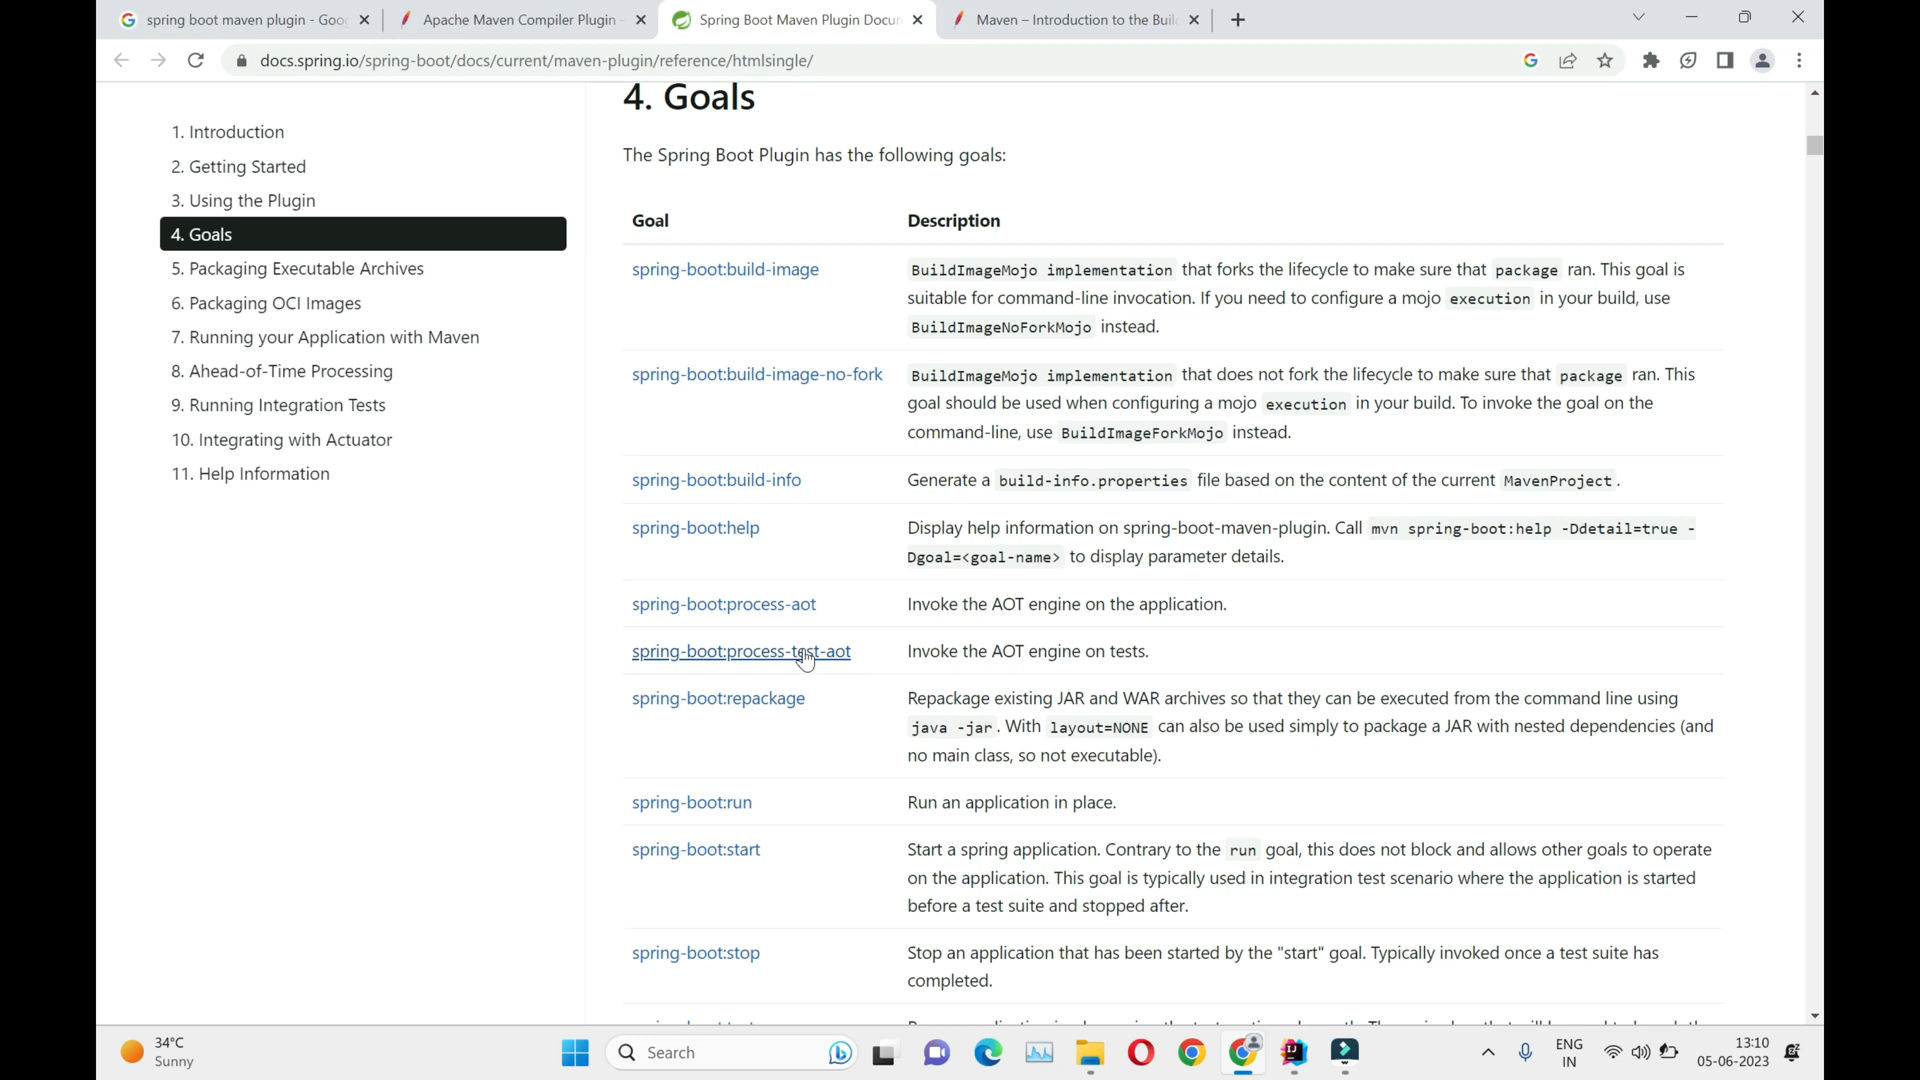 spring boot maven plugin - Goo
Apache Maven Compiler Plugin
Spring Boot Maven Plugin Docum
Maven – Introduction to the Buil
docs.spring.io/spring-boot/docs/current/maven-plugin/reference/htmlsingle/
1. Introduction
2. Getting Started
3. Using the Plugin
4. Goals
5. Packaging Executable Archives
6. Packaging OCI Images
7. Running your Application with Maven
8. Ahead-of-Time Processing
9. Running Integration Tests
10. Integrating with Actuator
11. Help Information
4. Goals
The Spring Boot Plugin has the following goals:
Goal Description
spring-boot:build-image BuildImageMojo implementation that forks the lifecycle to make sure that package ran. This goal is
suitable for command-line invocation. If you need to configure a mojo execution in your build, use
BuildImageNoForkMojo instead.
spring-boot:build-image-no-fork BuildImageMojo implementation that does not fork the lifecycle to make sure that package ran. This
goal should be used when configuring a mojo execution in your build. To invoke the goal on the
command-line, use BuildImageForkMojo instead.
spring-boot:build-info Generate a build-info.properties file based on the content of the current MavenProject.
spring-boot:help Display help information on spring-boot-maven-plugin. Call mvn spring-boot:help -Ddetail=true -
Dgoal=<goal-name> to display parameter details.
spring-boot:process-aot Invoke the AOT engine on the application.
spring-boot:process-test-aot Invoke the AOT engine on tests.
spring-boot:repackage Repackage existing JAR and WAR archives so that they can be executed from the command line using
java -jar. With layout=NONE can also be used simply to package a JAR with nested dependencies (and
no main class, so not executable).
spring-boot:run Run an application in place.
spring-boot:start Start a spring application. Contrary to the run goal, this does not block and allows other goals to operate
on the application. This goal is typically used in integration test scenario where the application is started
before a test suite and stopped after.
spring-boot:stop Stop an application that has been started by the "start" goal. Typically invoked once a test suite has
completed.
34°C
Sunny
Search
ENG
IN
13:10
05-06-2023